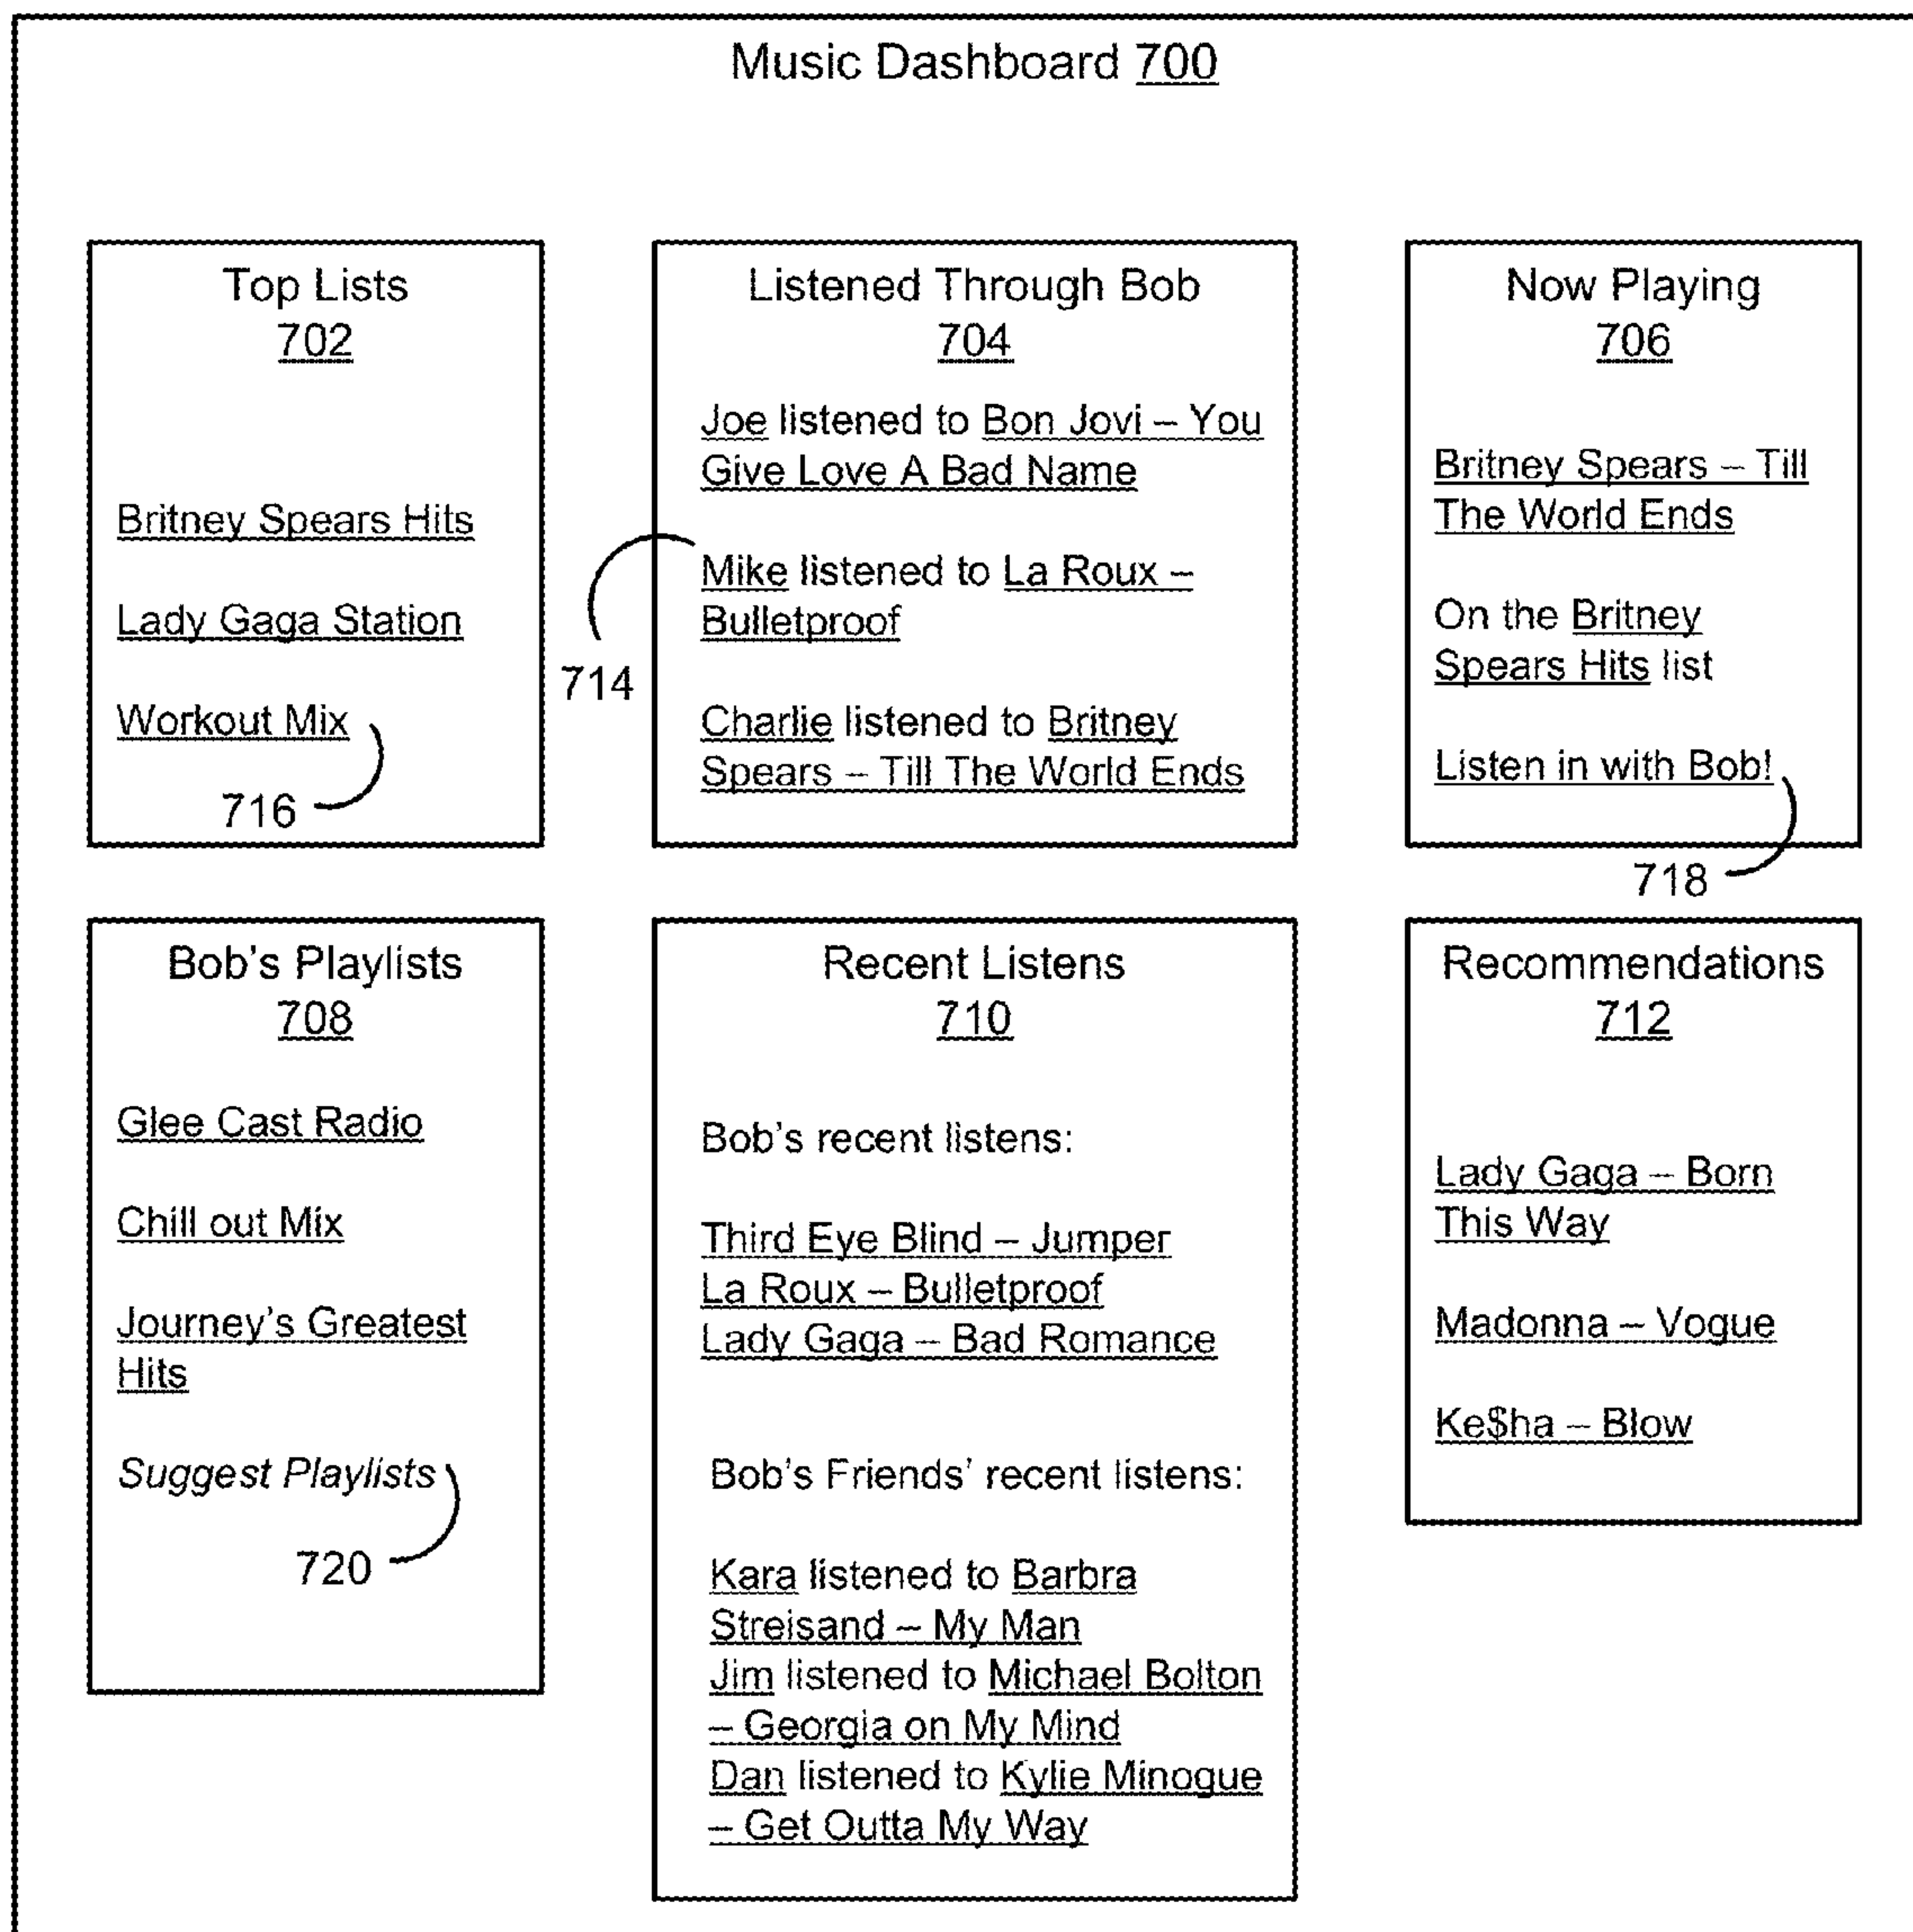 Music Dashboard 700
Top Lists
702
Britney Spears Hits
Lady Gaga Station
Workout Mix
716
Listened Through Bob
704
Joe listened to Bon Jovi – You
Give Love A Bad Name
Mike listened to La Roux –
Bulletproof
714
Charlie listened to Britney
Spears – Till The World Ends
Now Playing
706
Britney Spears – Till
The World Ends
On the Britney
Spears Hits list
Listen in with Bob!
718
Bob's Playlists
708
Glee Cast Radio
Chill out Mix
Journey's Greatest
Hits
Suggest Playlists
720
Recent Listens
710
Bob's recent listens:
Third Eye Blind – Jumper
La Roux – Bulletproof
Lady Gaga – Bad Romance
Bob's Friends' recent listens:
Kara listened to Barbra
Streisand – My Man
Jim listened to Michael Bolton
– Georgia on My Mind
Dan listened to Kylie Minogue
– Get Outta My Way
Recommendations
712
Lady Gaga – Born
This Way
Madonna – Vogue
Ke$ha – Blow